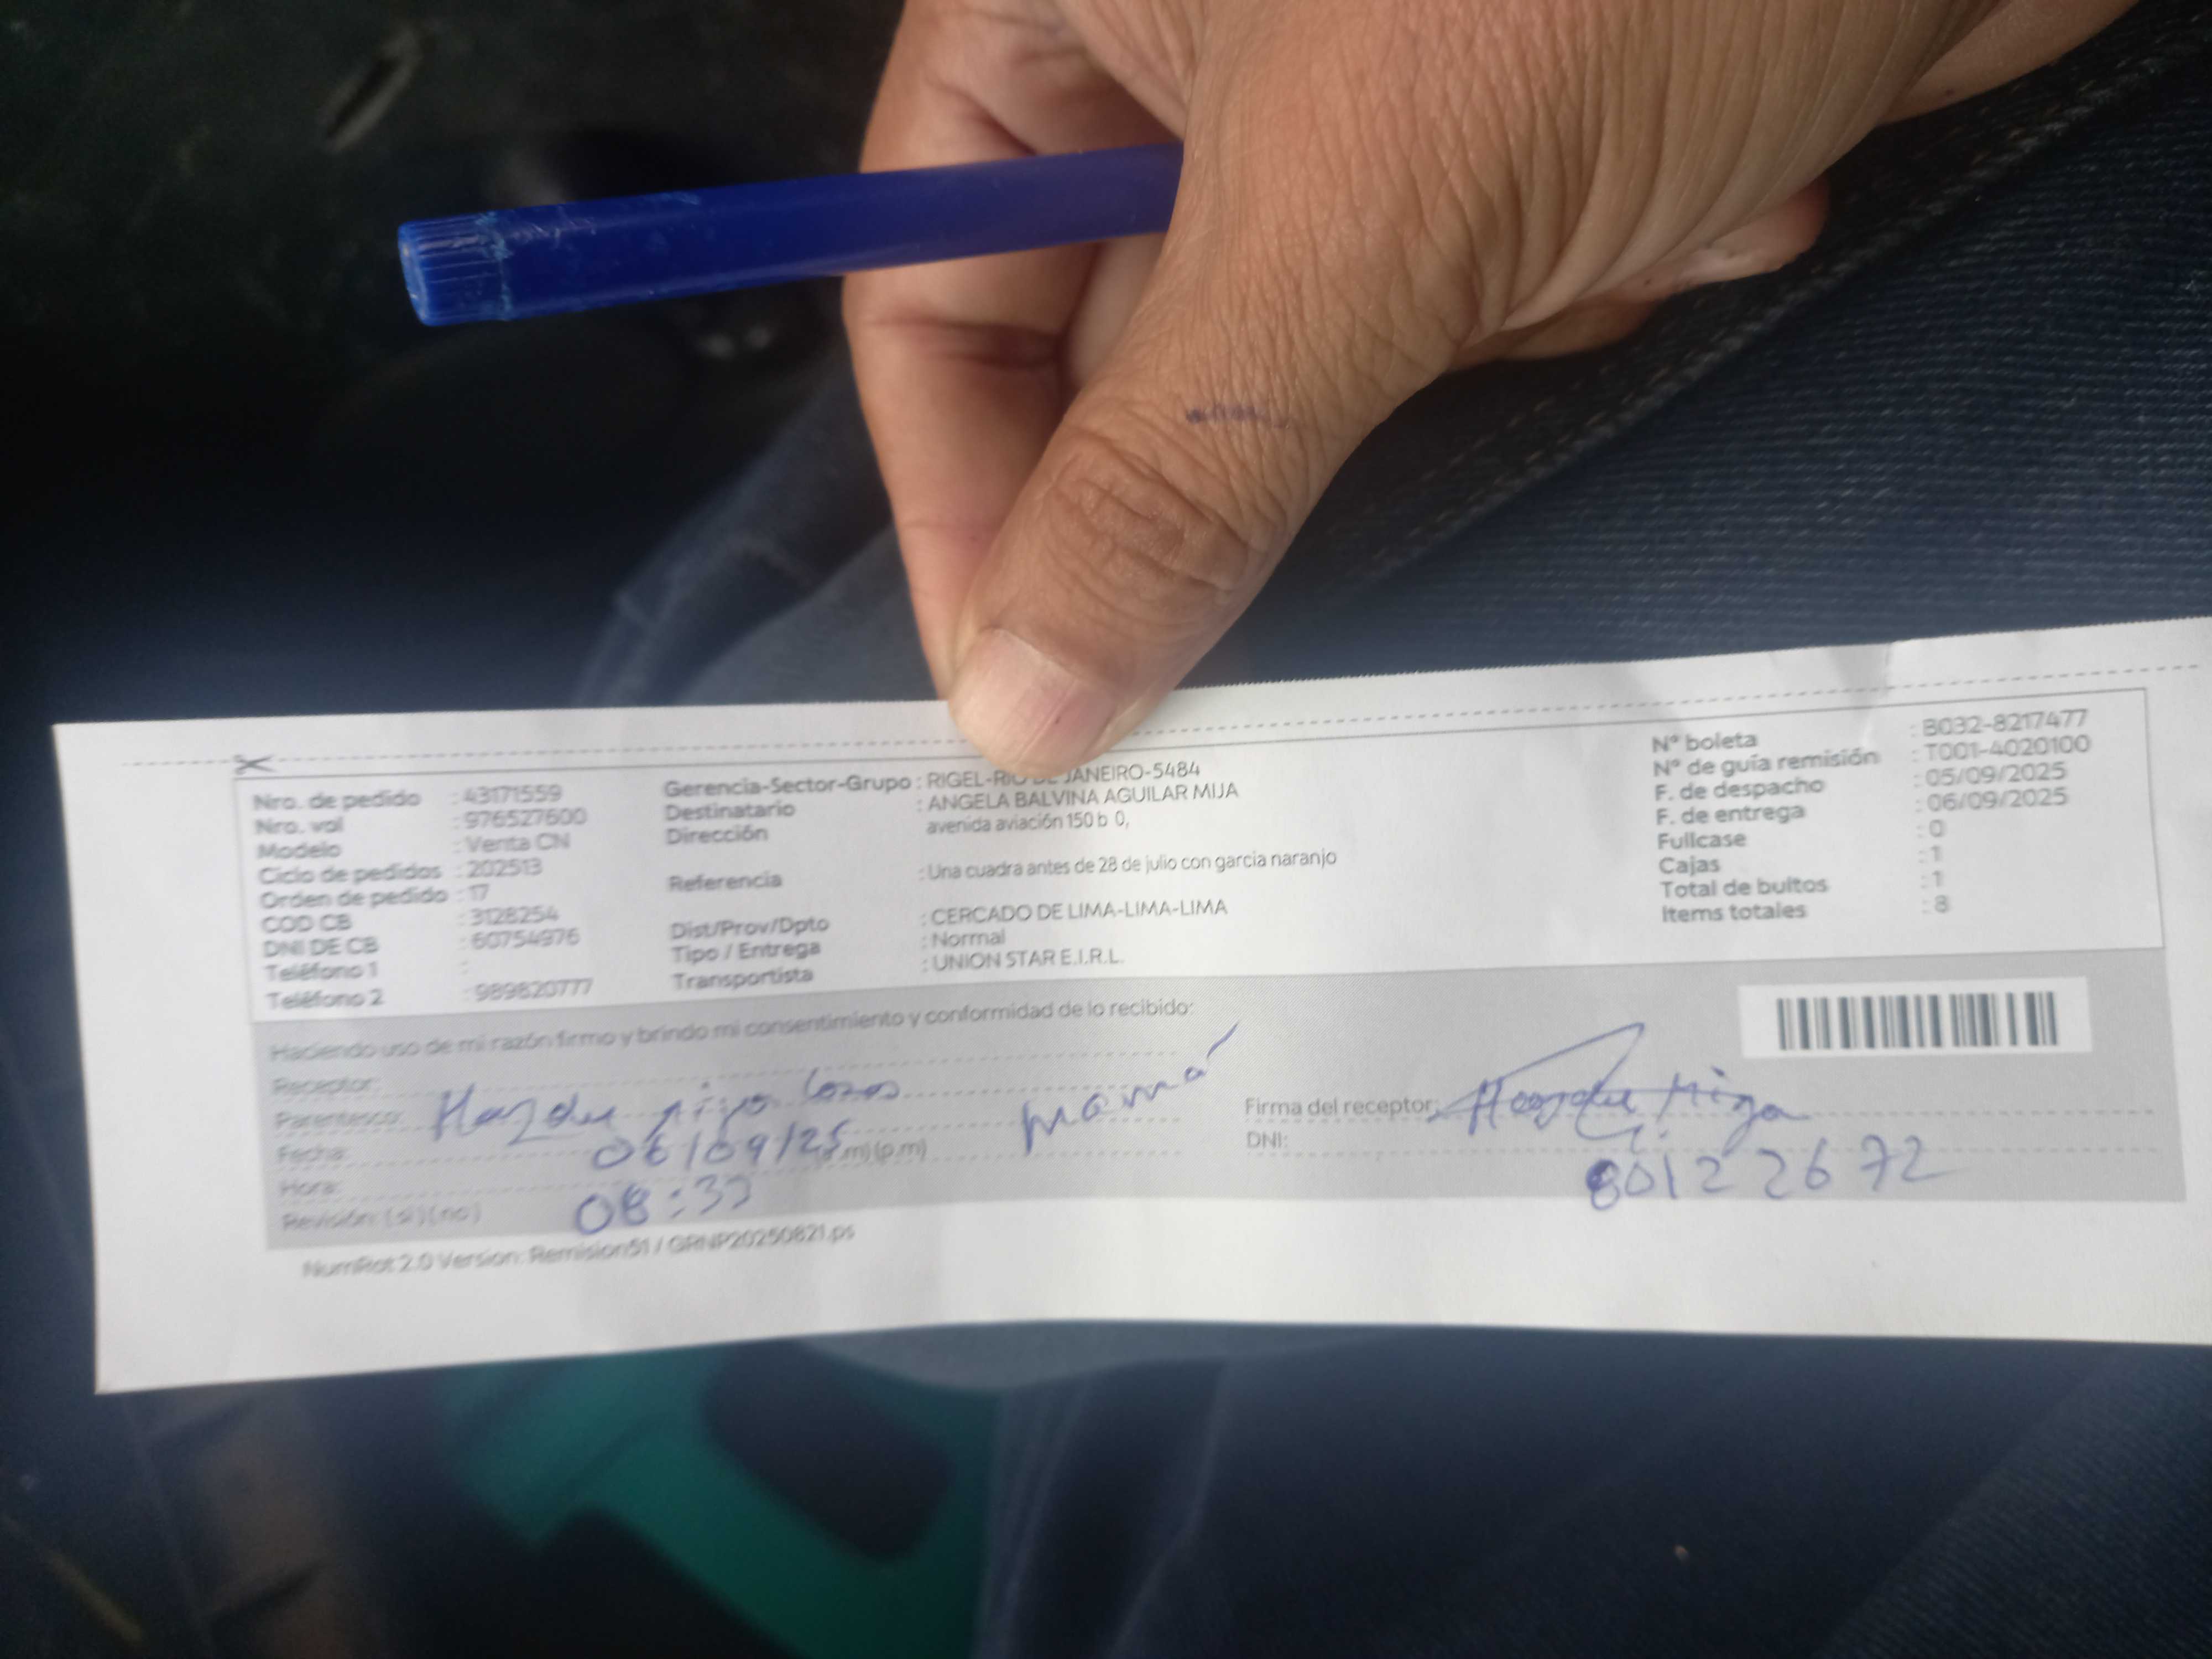 Nro. de pedido : 43171559
Nro. vol : 976527600
Modelo : Venta CN
Ciclo de pedidos : 202513
Orden de pedido : 17
COD CB : 3128254
DNI DE CB : 60754976
Teléfono 1 :
Teléfono 2 : 989820777
Gerencia-Sector-Grupo : RIGEL-RIO DE JANEIRO-5484
Destinatario : ANGELA BALVINA AGUILAR MIJA
Dirección avenida aviación 150 b 0,
Referencia : Una cuadra antes de 28 de julio con garcia naranjo
Dist/Prov/Dpto : CERCADO DE LIMA-LIMA-LIMA
Tipo / Entrega : Normal
Transportista : UNION STAR E.I.R.L.
N° boleta : B032-8217477
N° de guía remisión : T001-4020100
F. de despacho : 05/09/2025
F. de entrega : 06/09/2025
Fullcase : 0
Cajas : 1
Total de bultos : 1
Items totales : 8
Haciendo uso de mi razón firmo y brindo mi consentimiento y conformidad de lo recibido:
Receptor:
Parentesco: mamá
Fecha: 06/09/25 (p.m)
Hora: 08:
Revisión: (si) (no)
Firma del receptor:
DNI: 80122672
NumRot 2.0 Version: Remision51 / GRNP20250821.ps